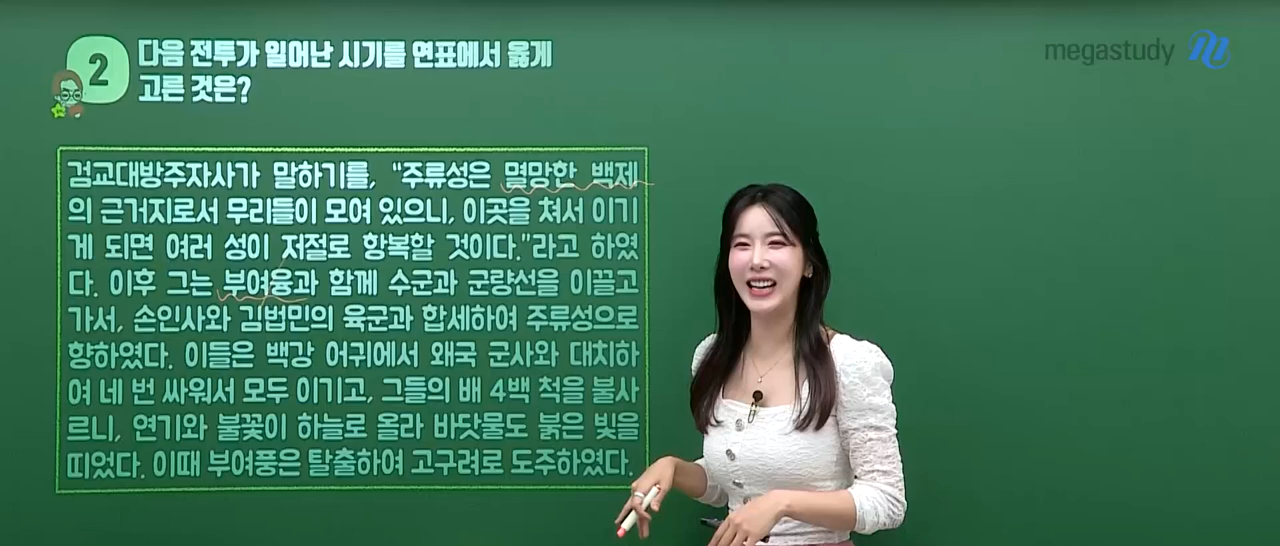 megastudy
2
다음 전투가 일어난 시기를 연표에서 옳게
고른 것은?
검교대방주자사가 말하기를, "주류성은 멸망한 백제
의 근거지로서 무리들이 모여 있으니, 이곳을 쳐서 이기
게 되면 여러 성이 저절로 항복할 것이다."라고 하였
다. 이후 그는 부여융과 함께 수군과 군량선을 이끌고
가서, 손인사와 김법민의 육군과 합세하여 주류성으로
향하였다. 이들은 백강 어귀에서 왜국 군사와 대치하
여 네 번 싸워서 모두 이기고, 그들의 배 4백 척을 불사
르니, 연기와 불꽃이 하늘로 올라 바닷물도 붉은 빛을
띠었다. 이때 부여풍은 탈출하여 고구려로 도주하였다.